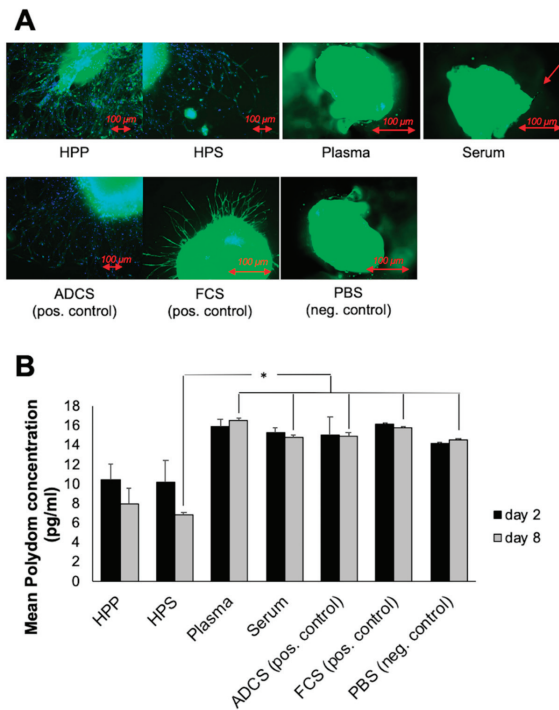 A
100 µm
100 µm
100 µm
100 µm
HPP
HPS
Plasma
Serum
100 µm
100 µm
100 µm
ADCS
(pos. control)
FCS
(pos. control)
PBS
(neg. control)
B
*
Mean Polydom concentration
(pg/ml)
18
16
14
12
10
8
6
4
2
0
day 2
day 8
HPP
HPS
Plasma
Serum
ADCS (pos. control)
FCS (pos. control)
PBS (neg. control)